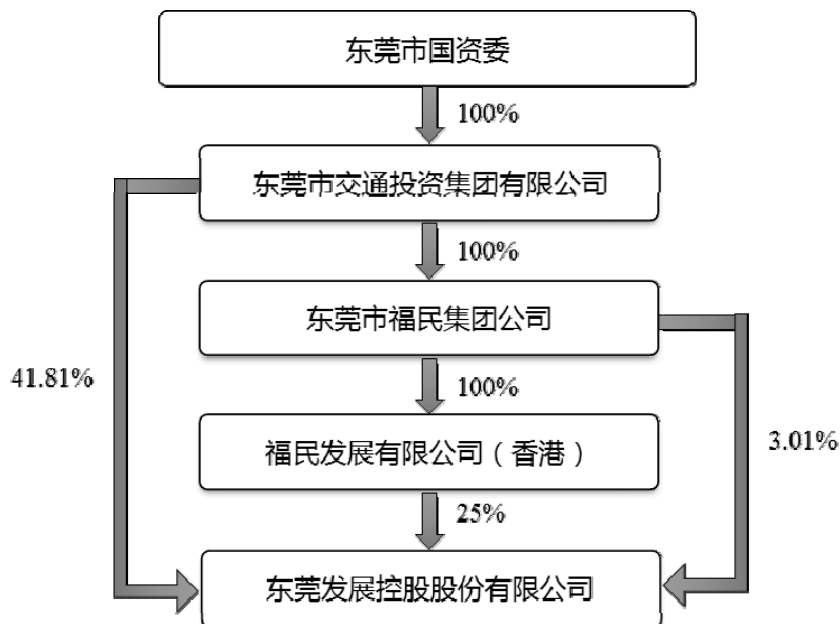 东莞市国资委
100%
东莞市交通投资集团有限公司
100%
东莞市福民集团公司
41.81%
100%
3.01%
福民发展有限公司（香港）
25%
东莞发展控股股份有限公司